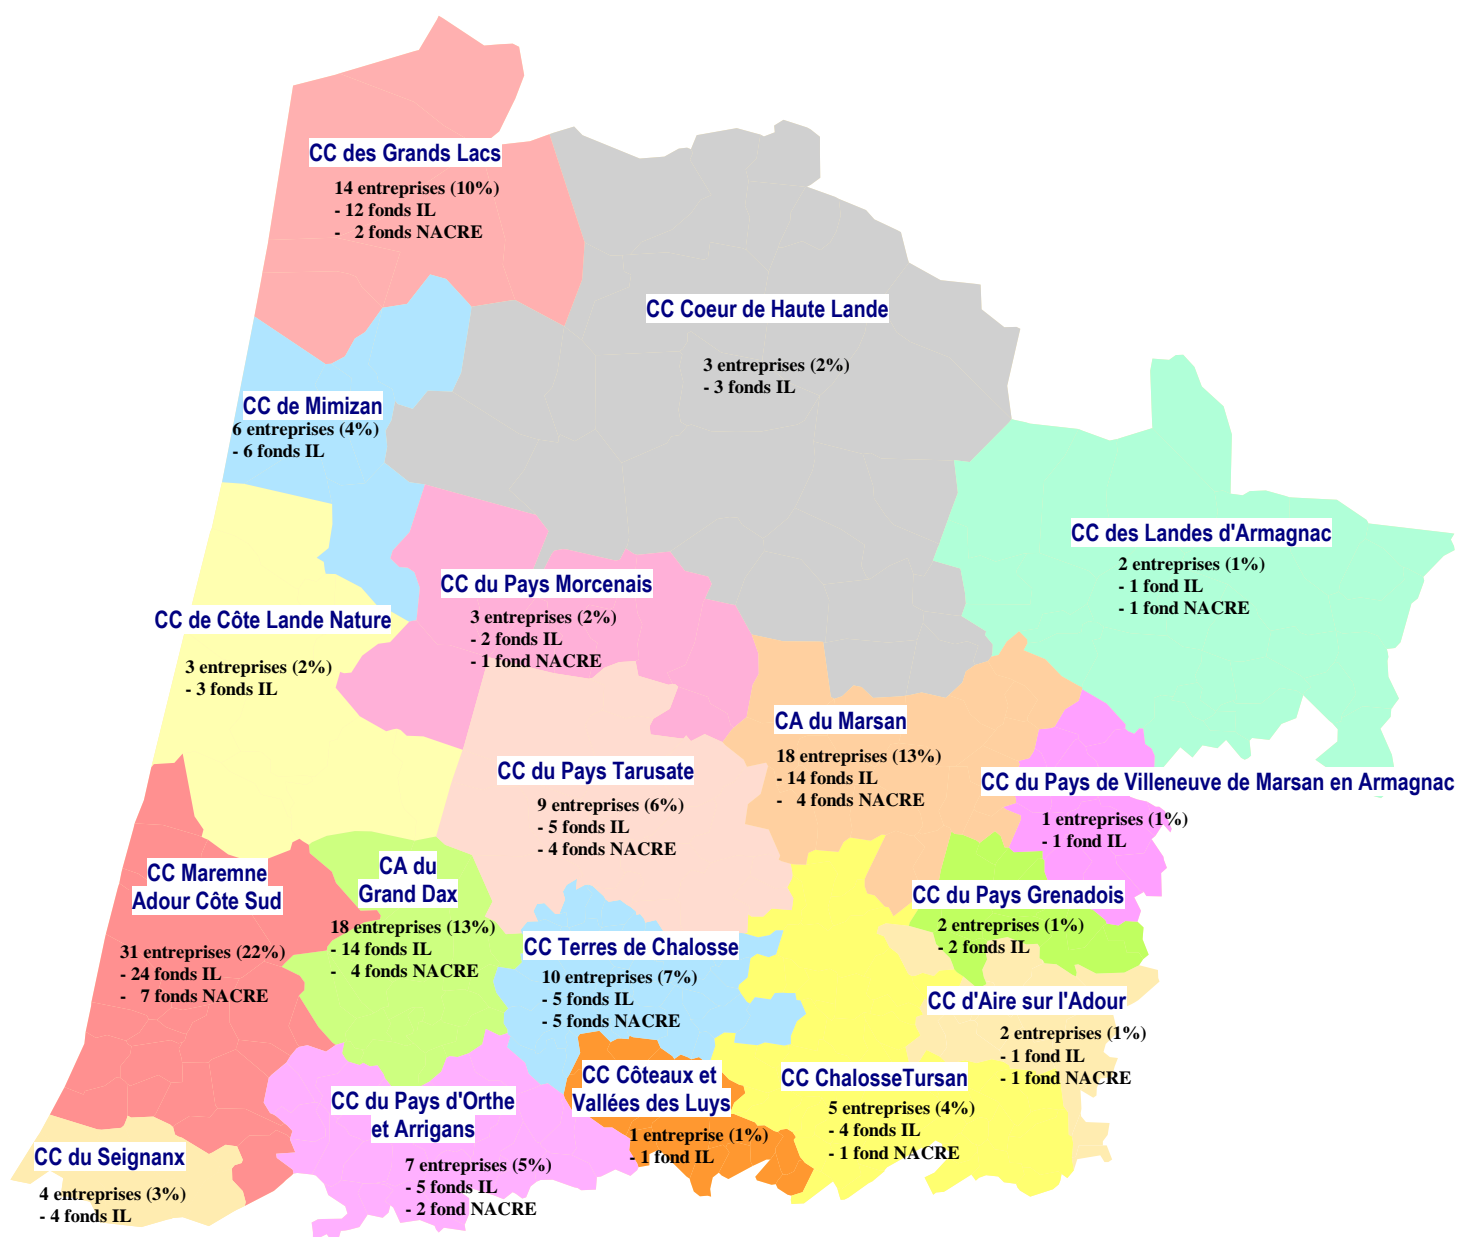 CC des Grands Lacs
14 entreprises (10%)
- 12 fonds IL
- 2 fonds NACRE
CC Coeur de Haute Lande
3 entreprises (2%)
- 3 fonds IL
CC de Mimizan
6 entreprises (4%)
- 6 fonds IL
CC des Landes d'Armagnac
2 entreprises (1%)
- 1 fond IL
- 1 fond NACRE
CC du Pays Morcenais
3 entreprises (2%)
- 2 fonds IL
- 1 fond NACRE
CC de Côte Lande Nature
3 entreprises (2%)
- 3 fonds IL
CA du Marsan
18 entreprises (13%)
- 14 fonds IL
- 4 fonds NACRE
CC du Pays Tarusate
9 entreprises (6%)
- 5 fonds IL
- 4 fonds NACRE
CC du Pays de Villeneuve de Marsan en Armagnac
1 entreprises (1%)
- 1 fond IL
CC Maremne
Adour Côte Sud
31 entreprises (22%)
- 24 fonds IL
- 7 fonds NACRE
CA du
Grand Dax
18 entreprises (13%)
- 14 fonds IL
- 4 fonds NACRE
CC du Pays Grenadois
2 entreprises (1%)
- 2 fonds IL
CC Terres de Chalosse
10 entreprises (7%)
- 5 fonds IL
- 5 fonds NACRE
CC d'Aire sur l'Adour
2 entreprises (1%)
- 1 fond IL
- 1 fond NACRE
CC Côteaux et
Vallées des Luys
1 entreprise (1%)
- 1 fond IL
CC ChalosseTursan
5 entreprises (4%)
- 4 fonds IL
- 1 fond NACRE
CC du Pays d'Orthe
et Arrigans
7 entreprises (5%)
- 5 fonds IL
- 2 fond NACRE
CC du Seignanx
4 entreprises (3%)
- 4 fonds IL